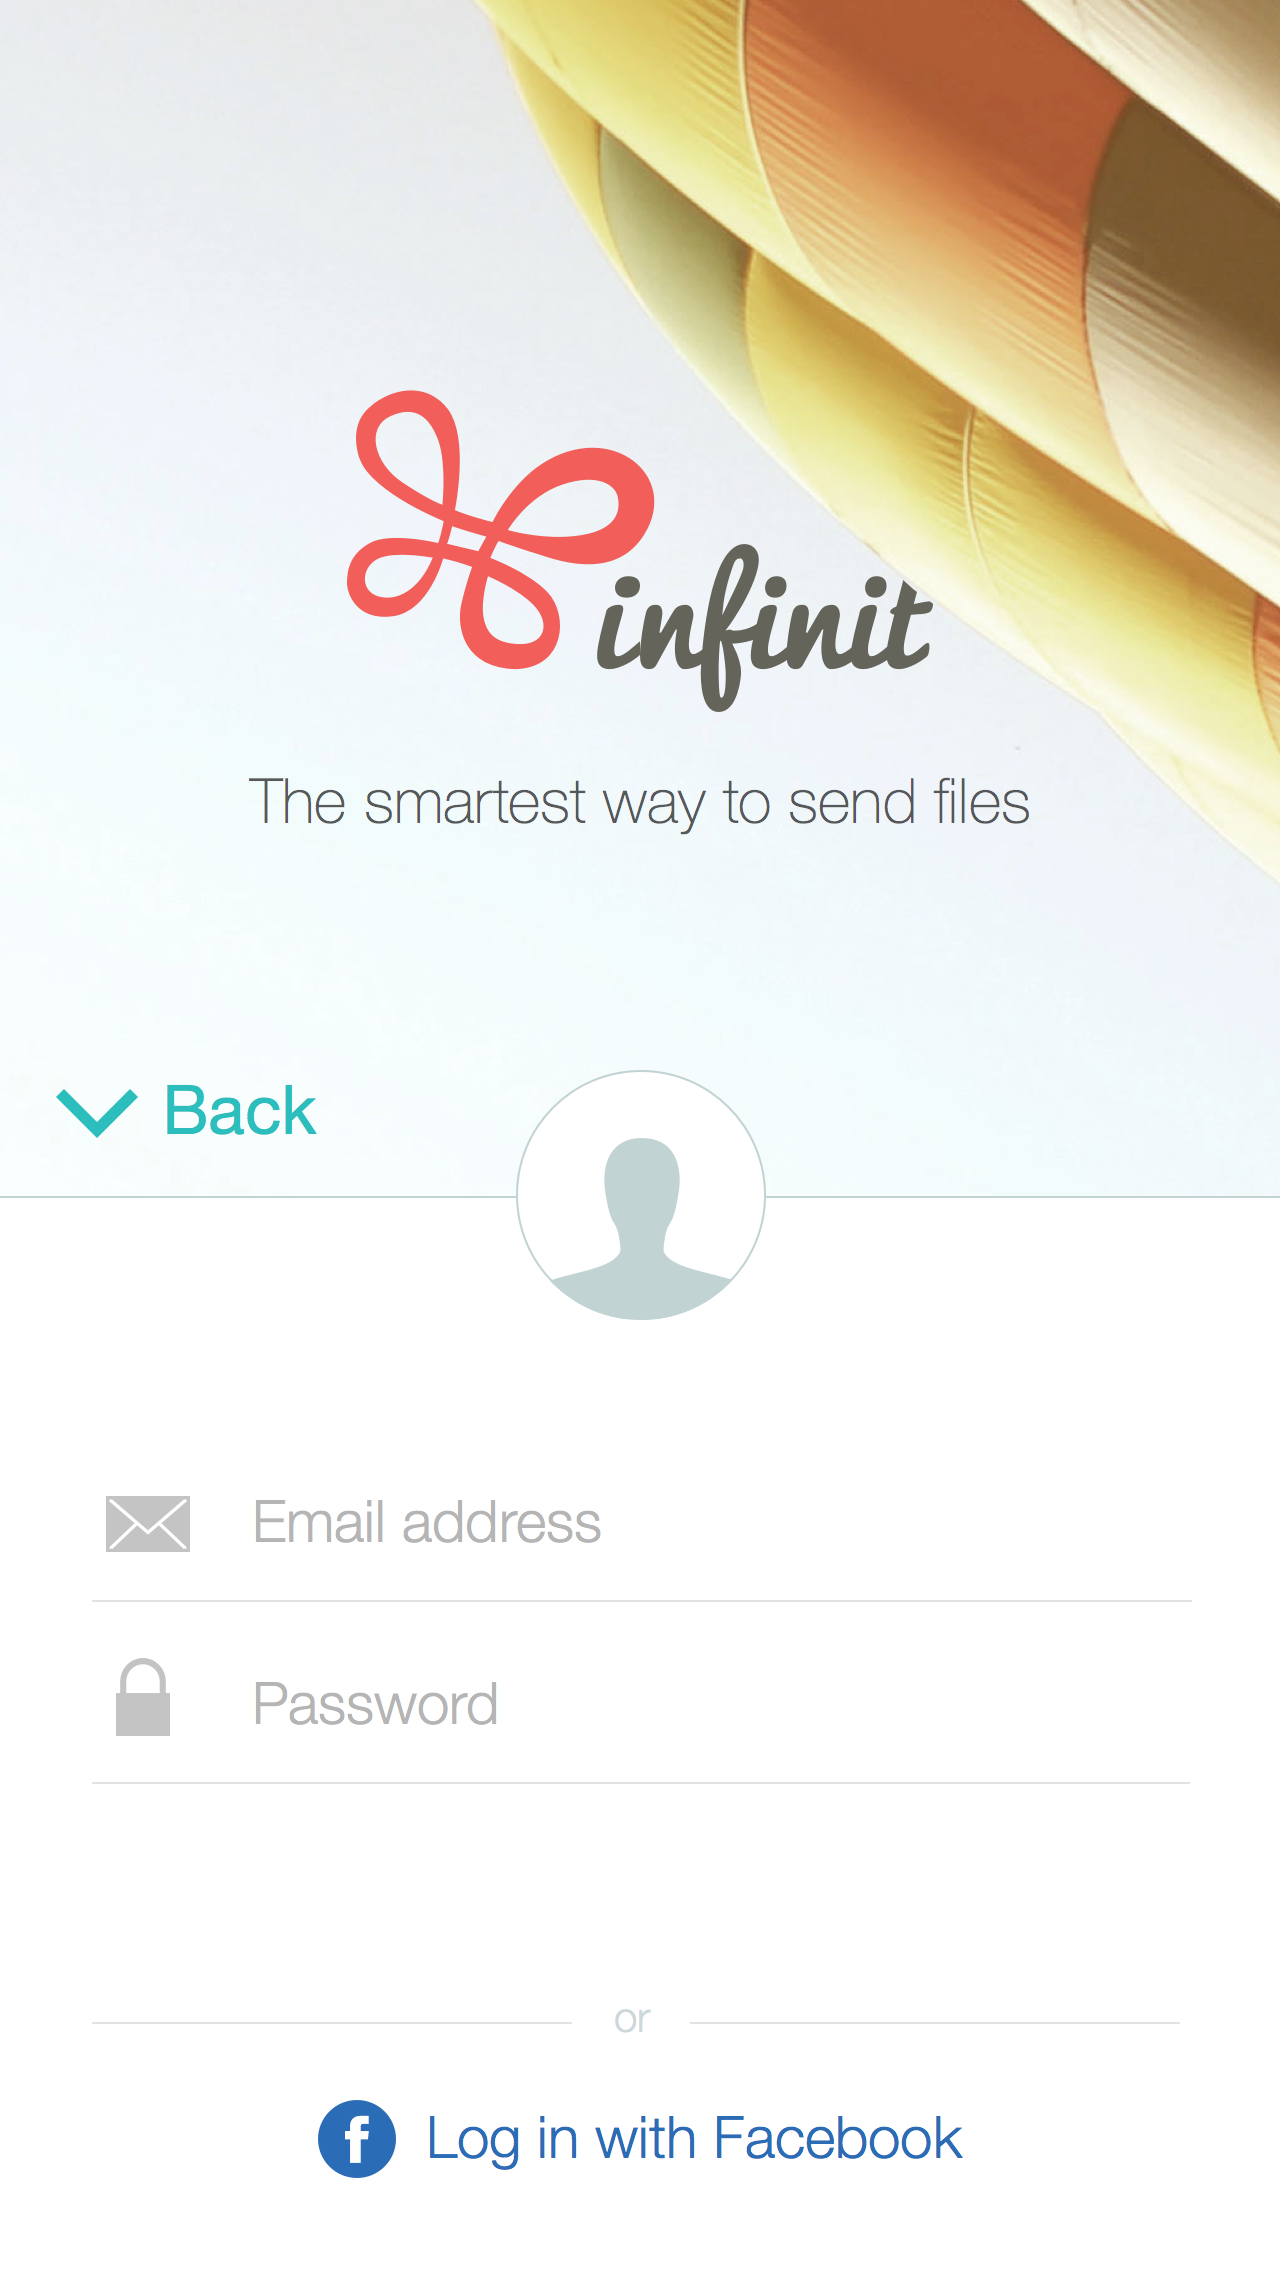 infinit
The smartest way to send files
Back
Email address
Password
or
Log in with Facebook